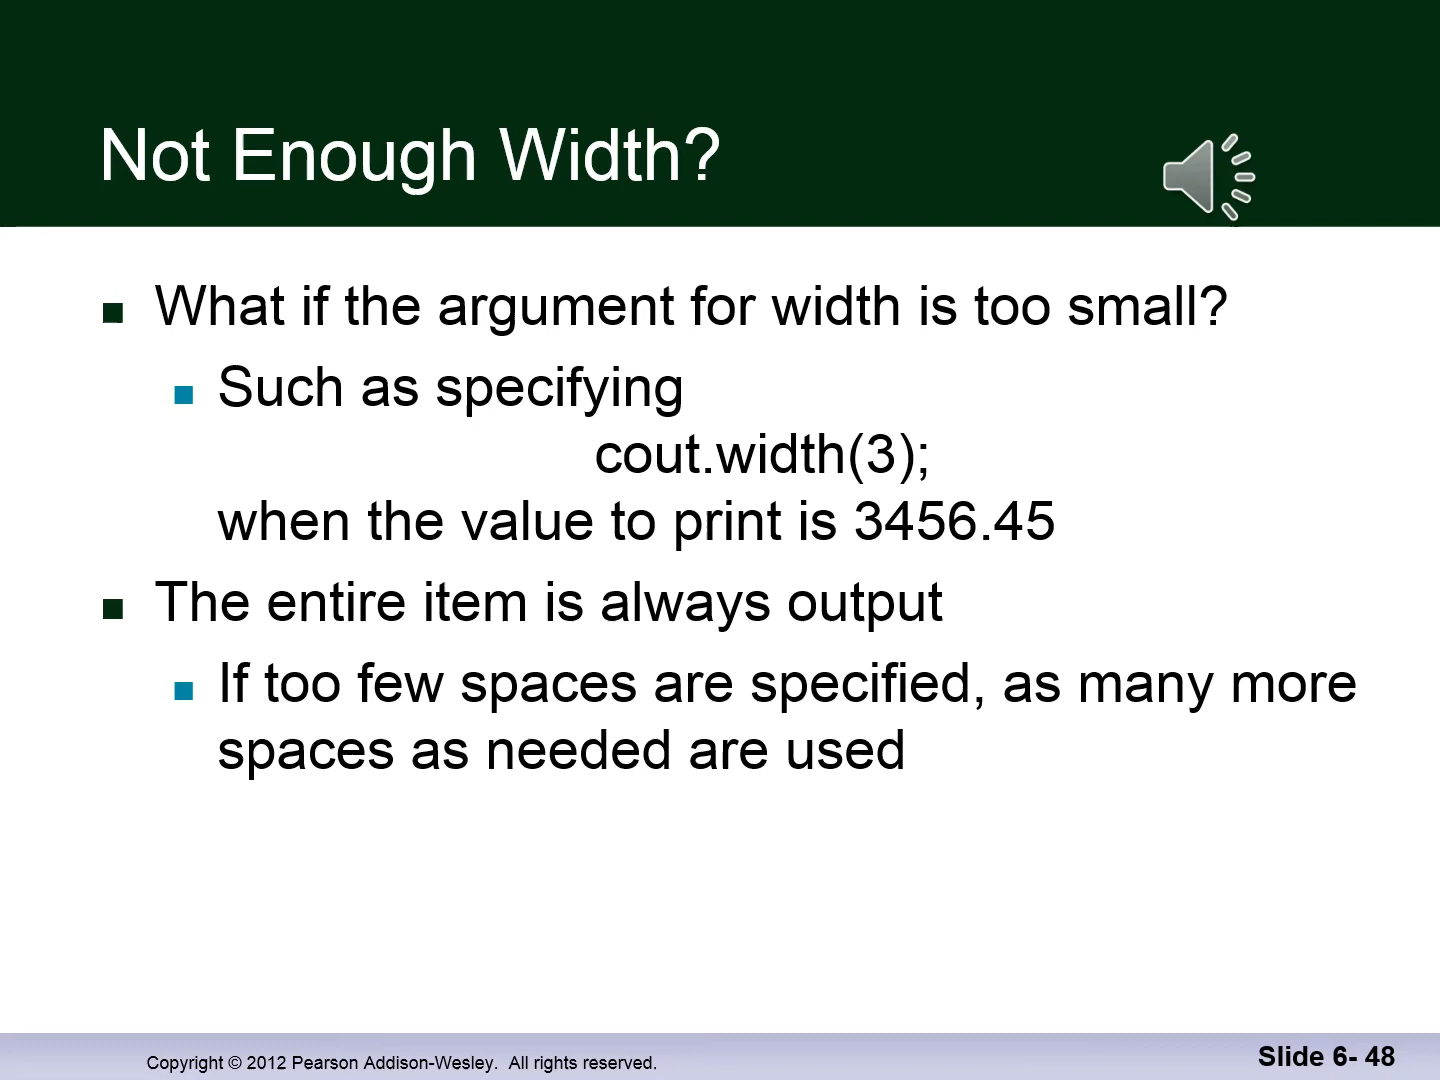 Not Enough Width?
What if the argument for width is too small?
Such as specifying
cout.width(3);
when the value to print is 3456.45
The entire item is always output
If too few spaces are specified, as many more
spaces as needed are used
Copyright © 2012 Pearson Addison-Wesley.  All rights reserved.
Slide 6- 48